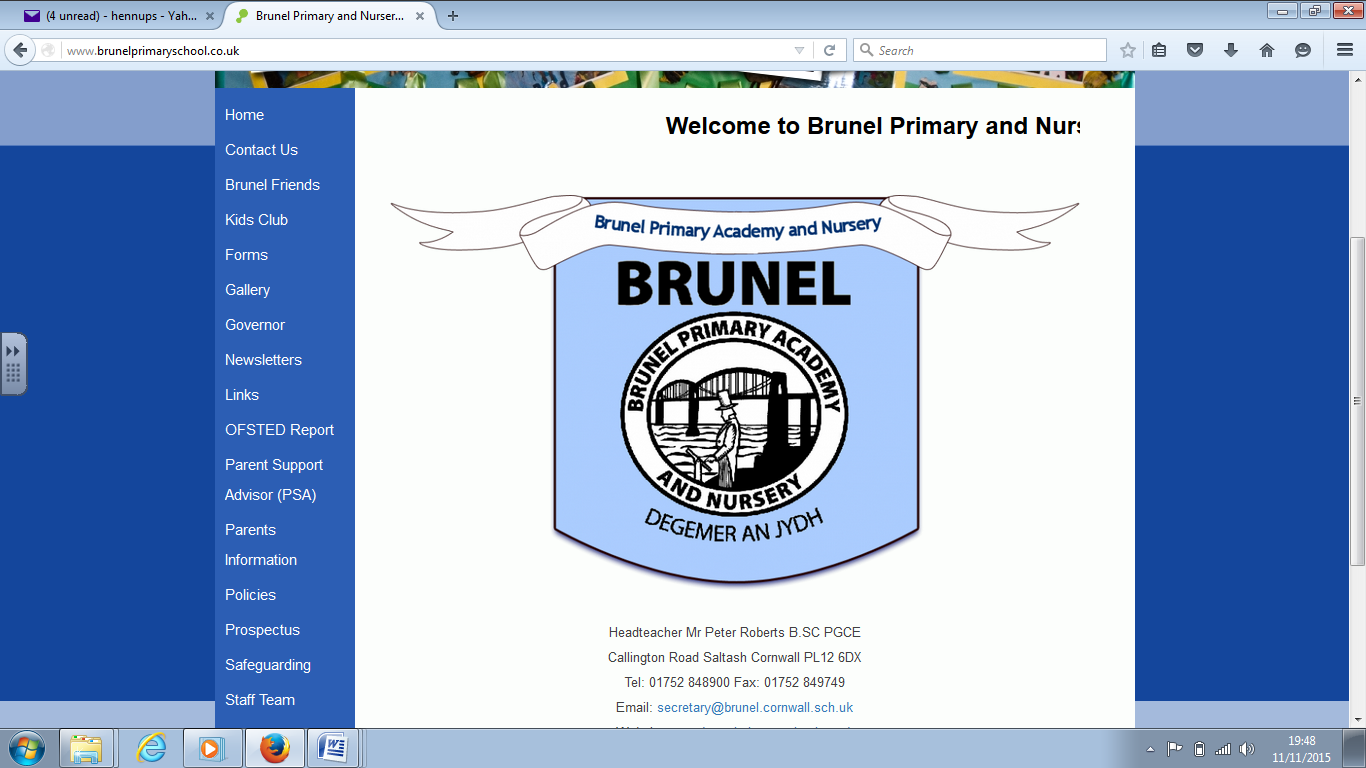 (4 unread) - hennups - Yah...
Brunel Primary and Nurser...
www.brunelprimaryschool.co.uk
Search
Home
Contact Us
Brunel Friends
Kids Club
Forms
Gallery
Governor
Newsletters
Links
OFSTED Report
Parent Support
Advisor (PSA)
Parents
Information
Policies
Prospectus
Safeguarding
Staff Team
Welcome to Brunel Primary and Nurs
Brunel Primary Academy and Nursery
BRUNEL
BRUNEL PRIMARY ACADEMY
AND NURSERY
DEGEMER AN JYDH
Headteacher Mr Peter Roberts B.SC PGCE
Callington Road Saltash Cornwall PL12 6DX
Tel: 01752 848900 Fax: 01752 849749
Email: secretary@brunel.cornwall.sch.uk
19:48
11/11/2015